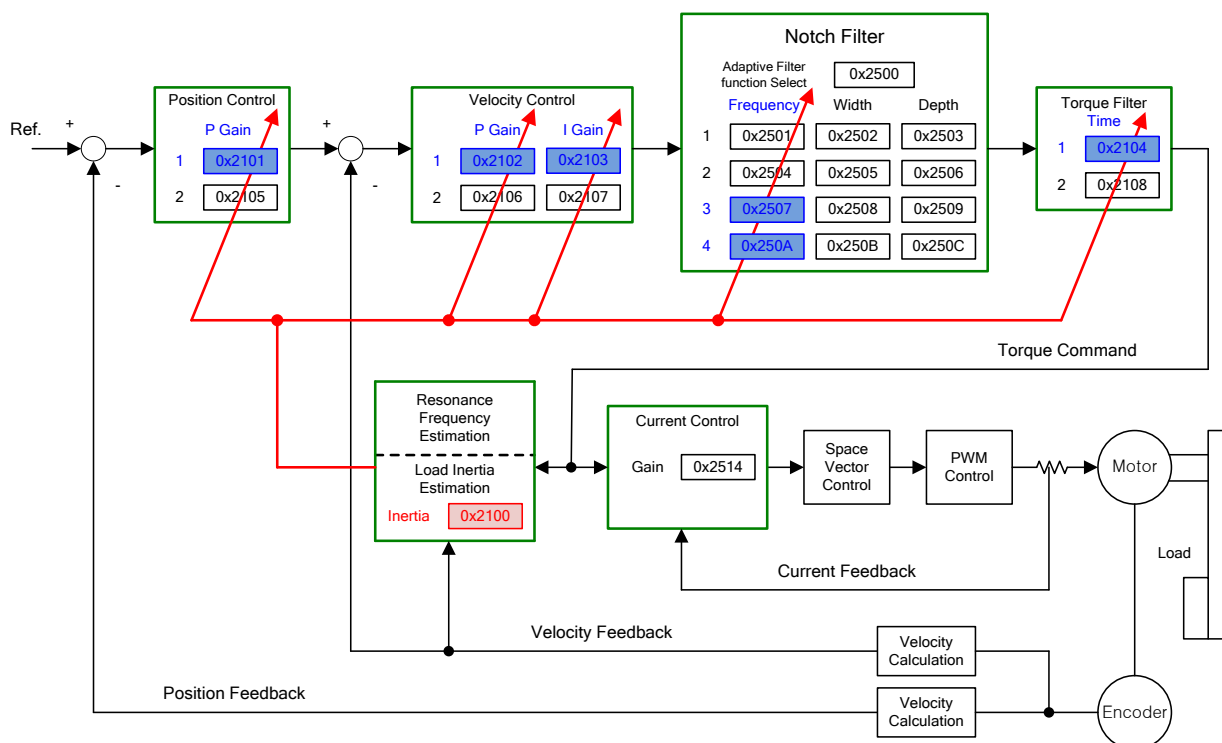 Notch Filter
Adaptive Filter
function Select
0x2500
Frequency Width Depth
1 0x2501 0x2502 0x2503
2 0x2504 0x2505 0x2506
3 0x2507 0x2508 0x2509
4 0x250A 0x250B 0x250C
Ref.
+
-
Position Control
P Gain
1 0x2101
2 0x2105
+
-
Velocity Control
P Gain I Gain
1 0x2102 0x2103
2 0x2106 0x2107
Torque Filter
Time
1 0x2104
2 0x2108
Torque Command
Resonance
Frequency
Estimation
Load Inertia
Estimation
Inertia 0x2100
Current Control
Gain 0x2514
Space
Vector
Control
PWM
Control
Motor
Load
Current Feedback
Velocity Feedback
Velocity
Calculation
Position Feedback
Velocity
Calculation
Encoder